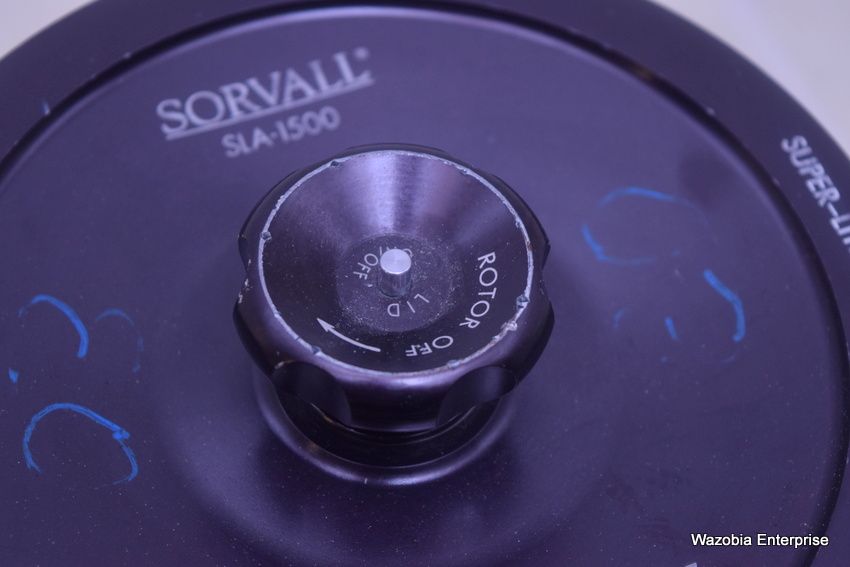 SORVALL®
SLA-1500
SUPER-LI
ROTOR OFF
LID
OFF
Wazobia Enterprise